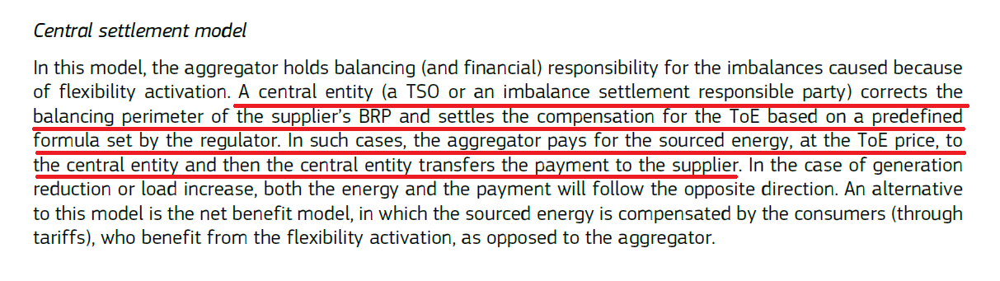 Central settlement model
In this model, the aggregator holds balancing (and financial) responsibility for the imbalances caused because
of flexibility activation. A central entity (a TSO or an imbalance settlement responsible party) corrects the
balancing perimeter of the supplier's BRP and settles the compensation for the ToE based on a predefined
formula set by the regulator. In such cases, the aggregator pays for the sourced energy, at the ToE price, to
the central entity and then the central entity transfers the payment to the supplier. In the case of generation
reduction or load increase, both the energy and the payment will follow the opposite direction. An alternative
to this model is the net benefit model, in which the sourced energy is compensated by the consumers (through
tariffs), who benefit from the flexibility activation, as opposed to the aggregator.